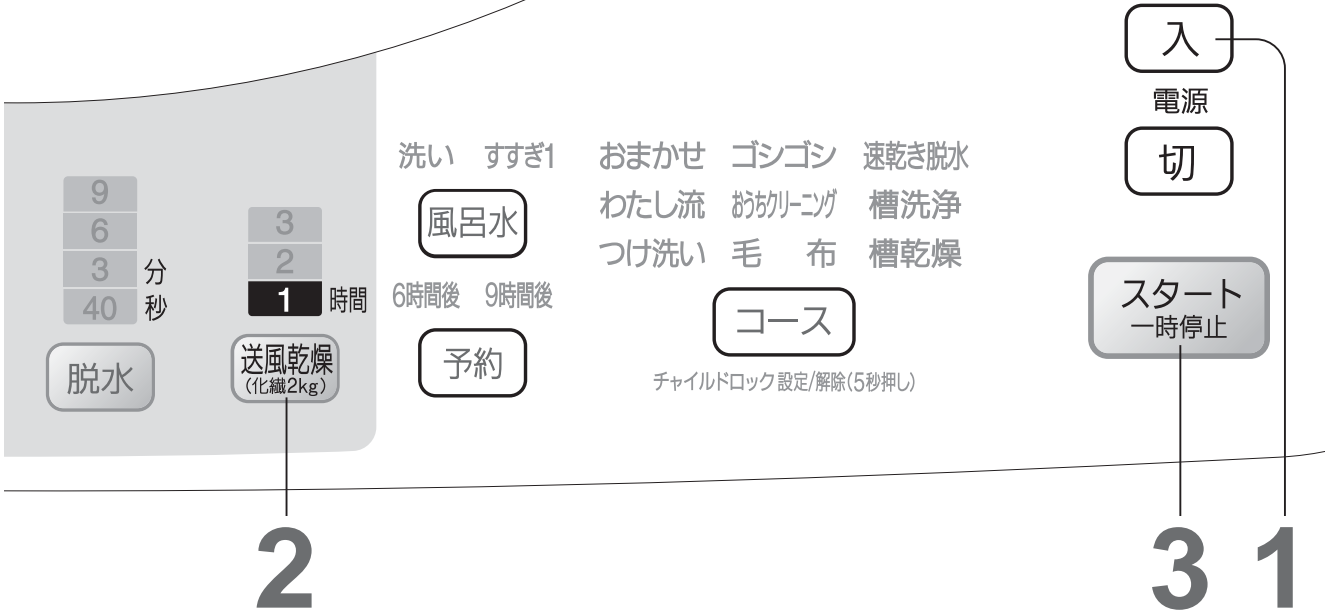 入
電源
切
洗い すすぎ1
風呂水
6時間後 9時間後
予約
おまかせ ゴシゴシ 速乾き脱水
わたし流 おうちクリーニング 槽洗浄
つけ洗い 毛布 槽乾燥
コース
チャイルドロック設定/解除(5秒押し)
スタート
一時停止
9
6
3 分
40 秒
脱水
3
2
1 時間
送風乾燥
(化繊2kg)
2
3
1